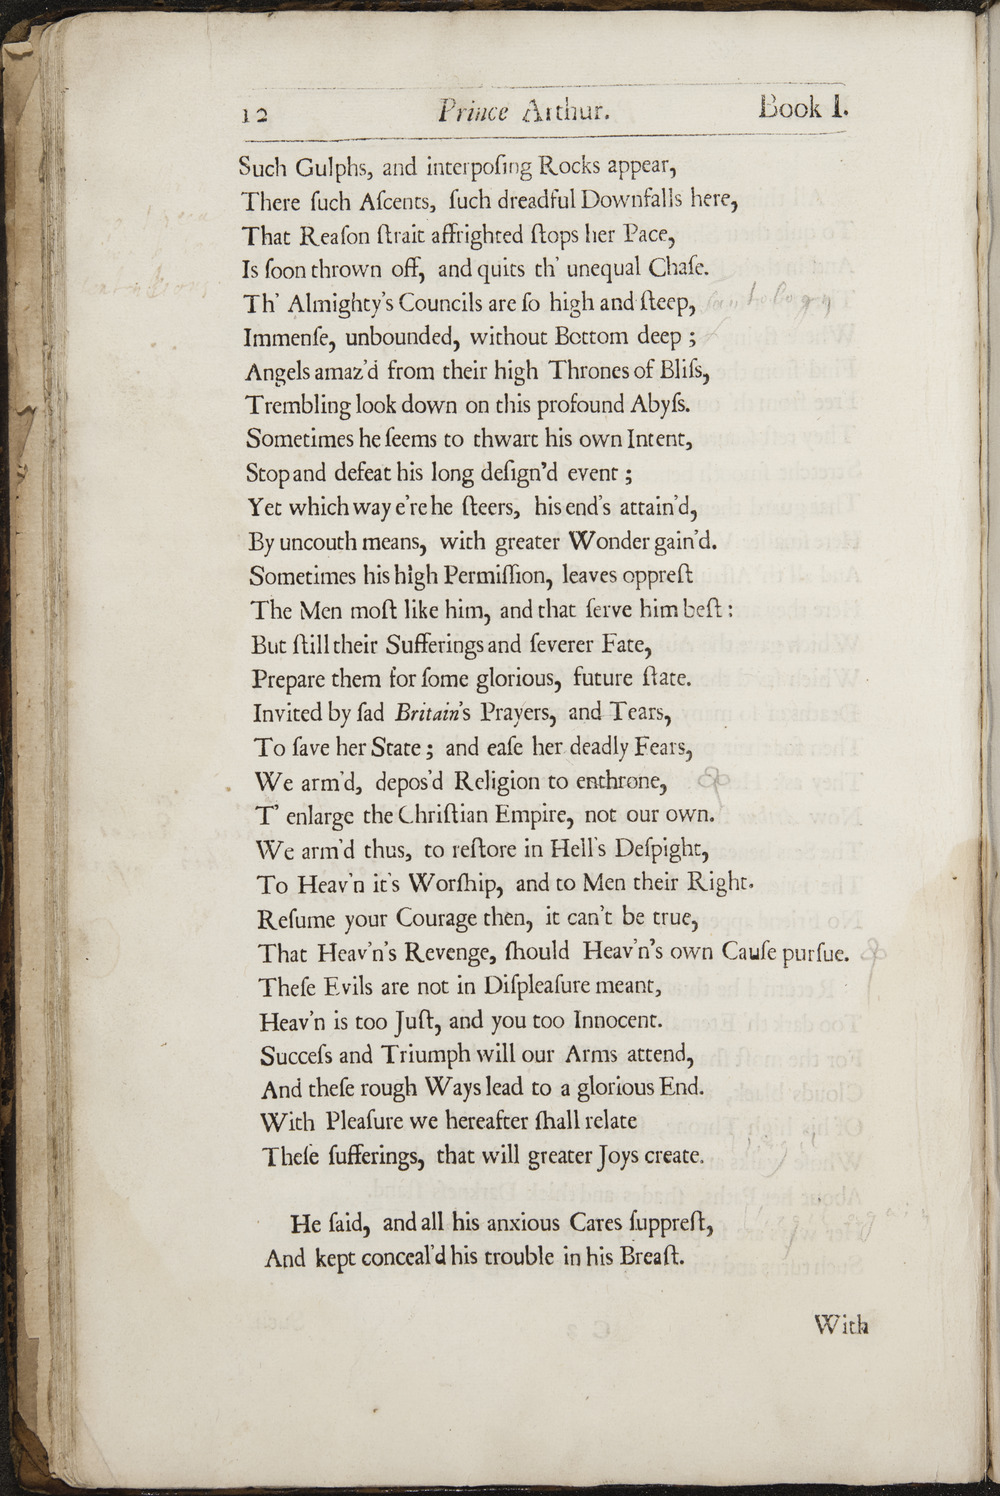 12 Prince Arthur. Book I.
Such Gulphs, and interpoſing Rocks appear,
There ſuch Aſcents, ſuch dreadful Downfalls here,
That Reaſon ſtrait affrighted ſtops her Pace,
Is ſoon thrown off, and quits th' unequal Chaſe.
Th' Almighty's Councils are ſo high and ſteep,
Immenſe, unbounded, without Bottom deep ;
Angels amaz'd from their high Thrones of Bliſs,
Trembling look down on this profound Abyſs.
Sometimes he ſeems to thwart his own Intent,
Stop and defeat his long deſign'd event ;
Yet which way e're he ſteers, his end's attain'd,
By uncouth means, with greater Wonder gain'd.
Sometimes his high Permiſſion, leaves oppreſt
The Men moſt like him, and that ſerve him beſt :
But ſtill their Sufferings and ſeverer Fate,
Prepare them for ſome glorious, future ſtate.
Invited by ſad Britain's Prayers, and Tears,
To ſave her State ; and eaſe her deadly Fears,
We arm'd, depos'd Religion to enthrone,
T' enlarge the Chriſtian Empire, not our own.
We arm'd thus, to reſtore in Hell's Deſpight,
To Heav'n it's Worſhip, and to Men their Right.
Reſume your Courage then, it can't be true,
That Heav'n's Revenge, ſhould Heav'n's own Cauſe purſue.
Theſe Evils are not in Diſpleaſure meant,
Heav'n is too Juſt, and you too Innocent.
Succeſs and Triumph will our Arms attend,
And theſe rough Ways lead to a glorious End.
With Pleaſure we hereafter ſhall relate
Theſe ſufferings, that will greater Joys create.
He ſaid, and all his anxious Cares ſuppreſt,
And kept conceal'd his trouble in his Breaſt.
With